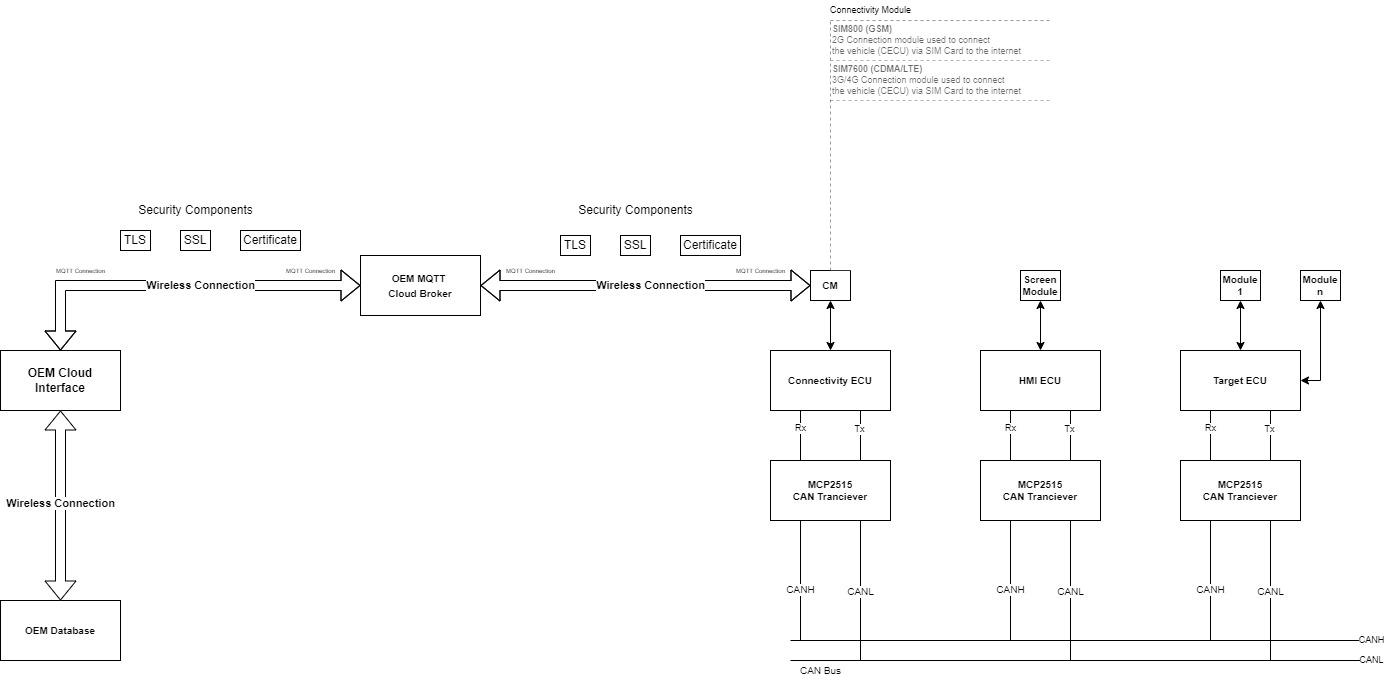 Connectivity Module
SIM800 (GSM)
2G Connection module used to connect
the vehicle (CECU) via SIM Card to the internet
SIM7600 (CDMA/LTE)
3G/4G Connection module used to connect
the vehicle (CECU) via SIM Card to the internet
Security Components
TLS
SSL
Certificate
Security Components
TLS
SSL
Certificate
MQTT Connection
Wireless Connection
MQTT Connection
OEM MQTT
Cloud Broker
MQTT Connection
Wireless Connection
MQTT Connection
CM
Screen
Module
Module
1
Module
n
OEM Cloud
Interface
Connectivity ECU
HMI ECU
Target ECU
Rx
Tx
Rx
Tx
Rx
Tx
MCP2515
CAN Tranciever
MCP2515
CAN Tranciever
MCP2515
CAN Tranciever
Wireless Connection
CANH
CANL
CANH
CANL
CANH
CANL
OEM Database
CANH
CANL
CAN Bus